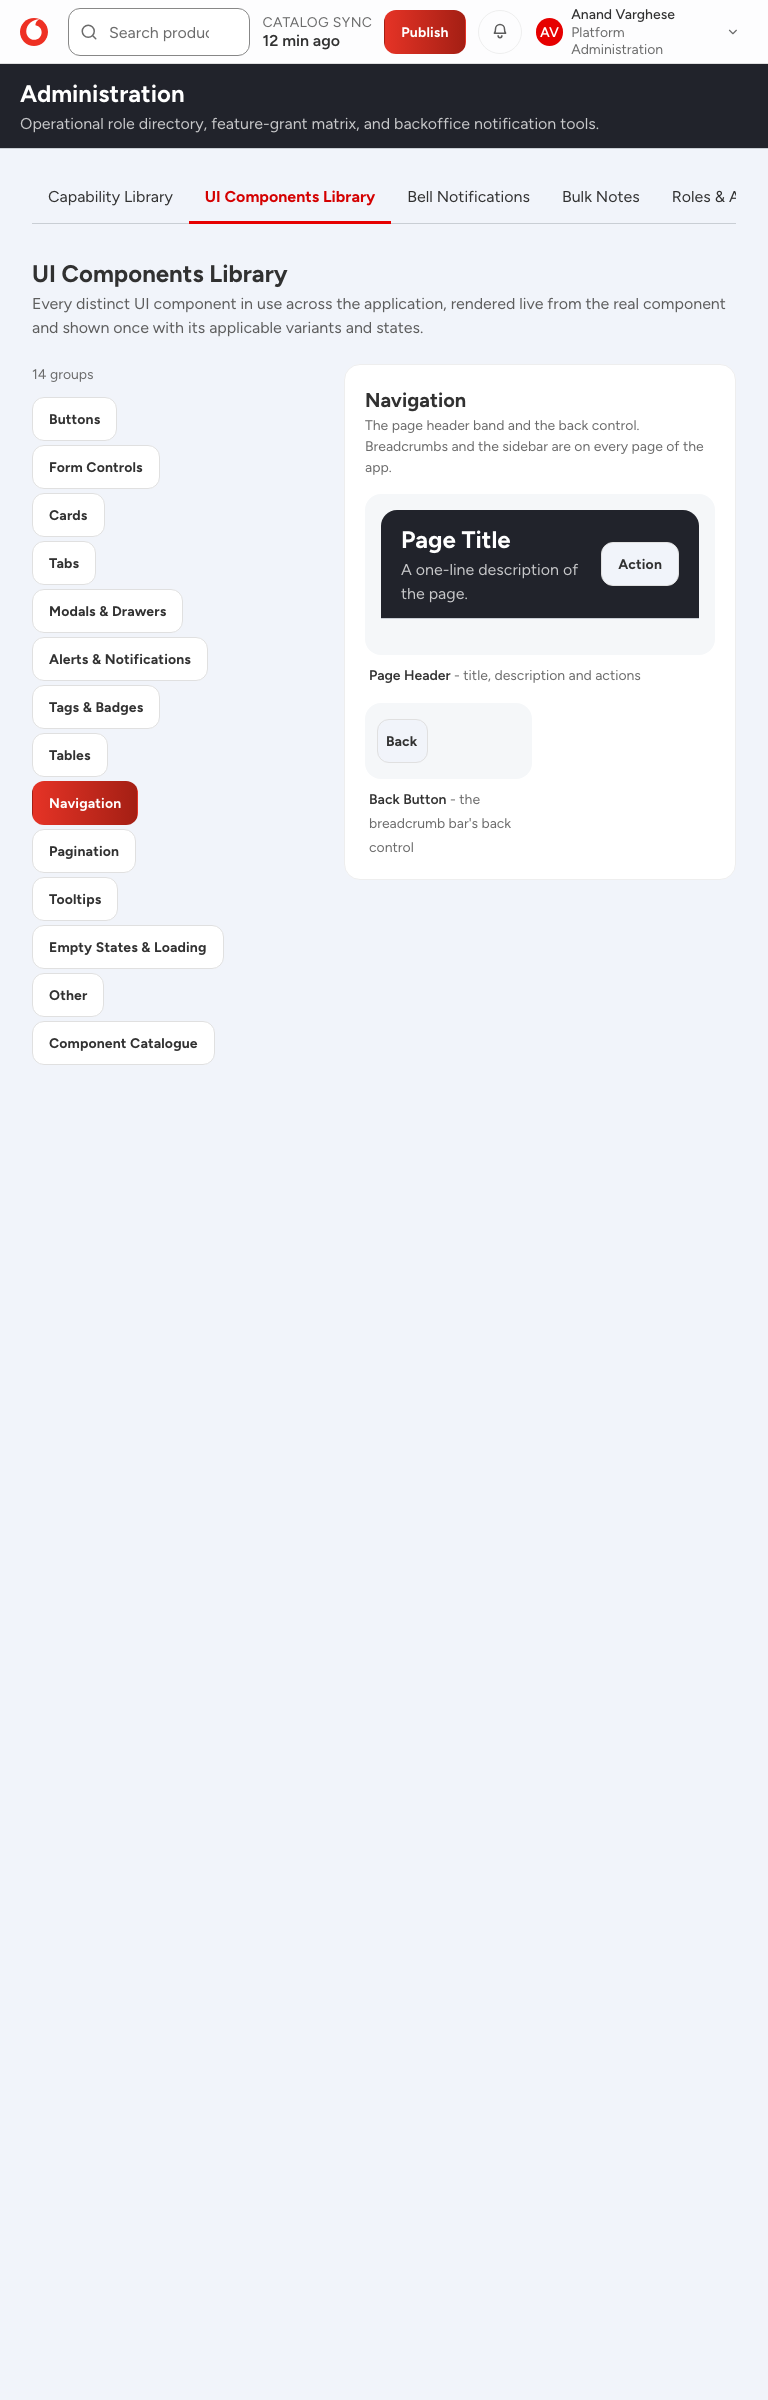 Search produc
CATALOG SYNC
12 min ago
Publish
AV
Anand Varghese
Platform
Administration
Administration
Operational role directory, feature-grant matrix, and backoffice notification tools.
Capability Library
UI Components Library
Bell Notifications
Bulk Notes
Roles & A
UI Components Library
Every distinct UI component in use across the application, rendered live from the real component
and shown once with its applicable variants and states.
14 groups
Buttons
Form Controls
Cards
Tabs
Modals & Drawers
Alerts & Notifications
Tags & Badges
Tables
Navigation
Pagination
Tooltips
Empty States & Loading
Other
Component Catalogue
Navigation
The page header band and the back control.
Breadcrumbs and the sidebar are on every page of the
app.
Page Title
A one-line description of
the page.
Action
Page Header - title, description and actions
Back
Back Button - the
breadcrumb bar's back
control